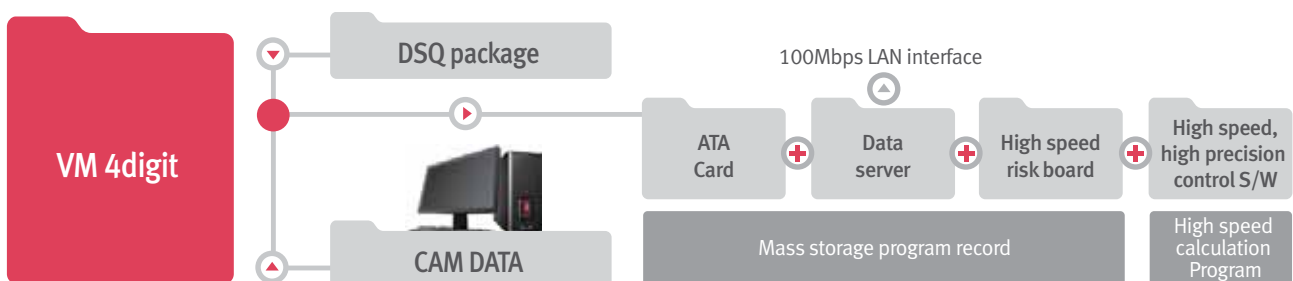 VM 4digit
DSQ package
CAM DATA
100Mbps LAN interface
ATA
Card
Data
server
High speed
risk board
High speed,
high precision
control S/W
Mass storage program record
High speed
calculation
Program